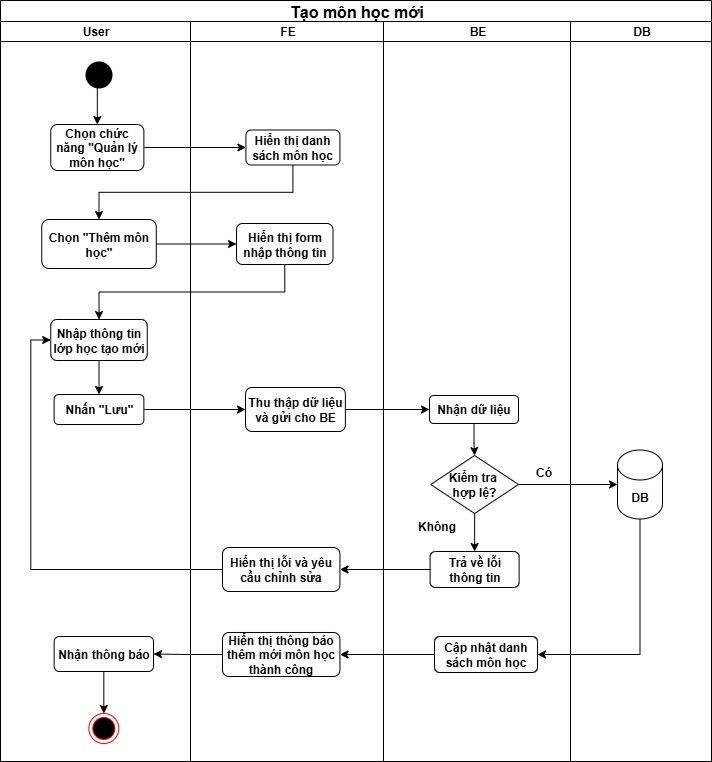 Tạo môn học mới
User
FE
BE
DB
Chọn chức
năng "Quản lý
môn học"
Hiển thị danh
sách môn học
Chọn "Thêm môn
học"
Hiển thị form
nhập thông tin
Nhập thông tin
lớp học tạo mới
Nhấn "Lưu"
Thu thập dữ liệu
và gửi cho BE
Nhận dữ liệu
Kiểm tra
hợp lệ?
Có
DB
Không
Trả về lỗi
thông tin
Hiển thị lỗi và yêu
cầu chỉnh sửa
Cập nhật danh
sách môn học
Hiển thị thông báo
thêm mới môn học
thành công
Nhận thông báo